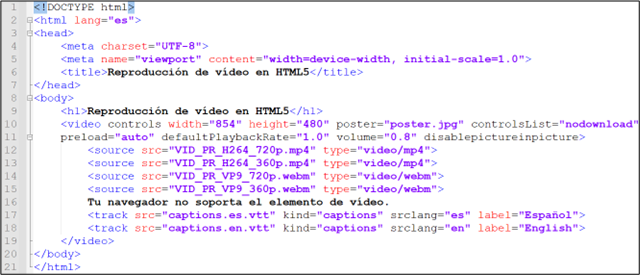 1 <!DOCTYPE html>
2 <html lang="es">
3 <head>
4 <meta charset="UTF-8">
5 <meta name="viewport" content="width=device-width, initial-scale=1.0">
6 <title>Reproducción de vídeo en HTML5</title>
7 </head>
8 <body>
9 <h1>Reproducción de vídeo en HTML5</h1>
10 <video controls width="854" height="480" poster="poster.jpg" controlsList="nodownload"
11 preload="auto" defaultPlaybackRate="1.0" volume="0.8" disablepictureinpicture>
12 <source src="VID_PR_H264_720p.mp4" type="video/mp4">
13 <source src="VID_PR_H264_360p.mp4" type="video/mp4">
14 <source src="VID_PR_VP9_720p.webm" type="video/webm">
15 <source src="VID_PR_VP9_360p.webm" type="video/webm">
16 Tu navegador no soporta el elemento de vídeo.
17 <track src="captions.es.vtt" kind="captions" srclang="es" label="Español">
18 <track src="captions.en.vtt" kind="captions" srclang="en" label="English">
19 </video>
20 </body>
21 </html>